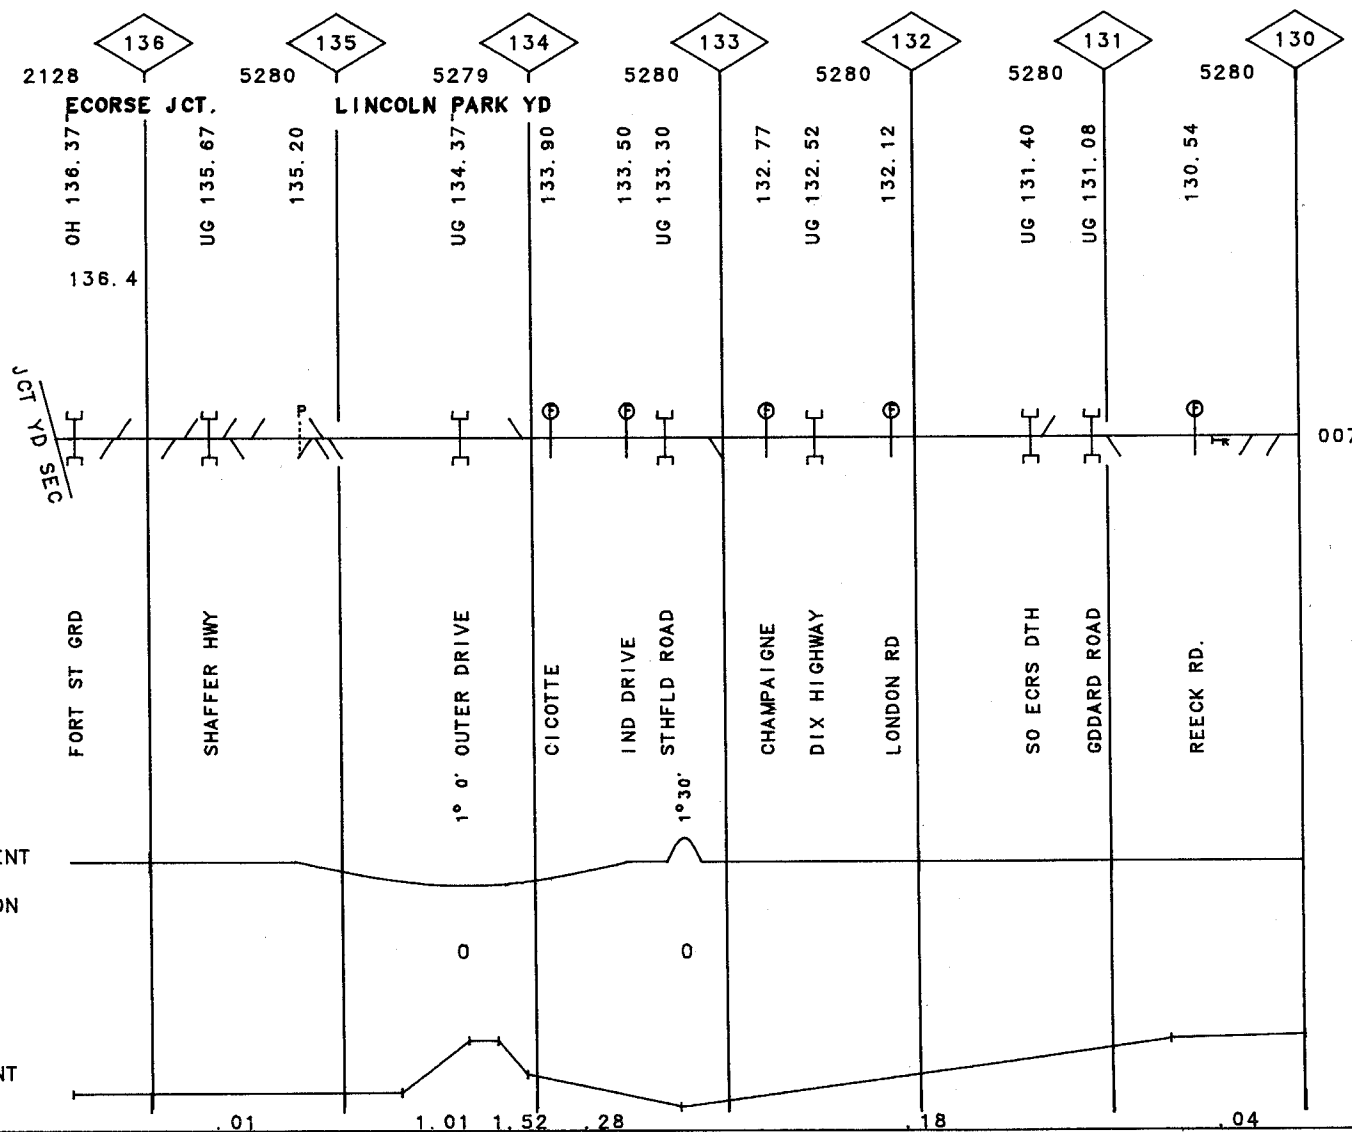 136 135 134 133 132 131 130
2128 5280 5279 5280 5280 5280 5280
ECORSE JCT. LINCOLN PARK YD
OH 136.37
UG 135.67
135.20
UG 134.37
133.90
133.50
UG 133.30
132.77
UG 132.52
132.12
UG 131.40
UG 131.08
130.54
136.4
JCT YD SEC
P
F F F F F
R
007
FORT ST GRD
SHAFFER HWY
1° 0' OUTER DRIVE
CICOTTE
IND DRIVE
STHFLD ROAD
1°30'
CHAMPAIGNE
DIX HIGHWAY
LONDON RD
SO ECRS DTH
GDDARD ROAD
REECK RD.
ENT
ON
0 0
NT
.01 1.01 1.52 .28 .18 .04